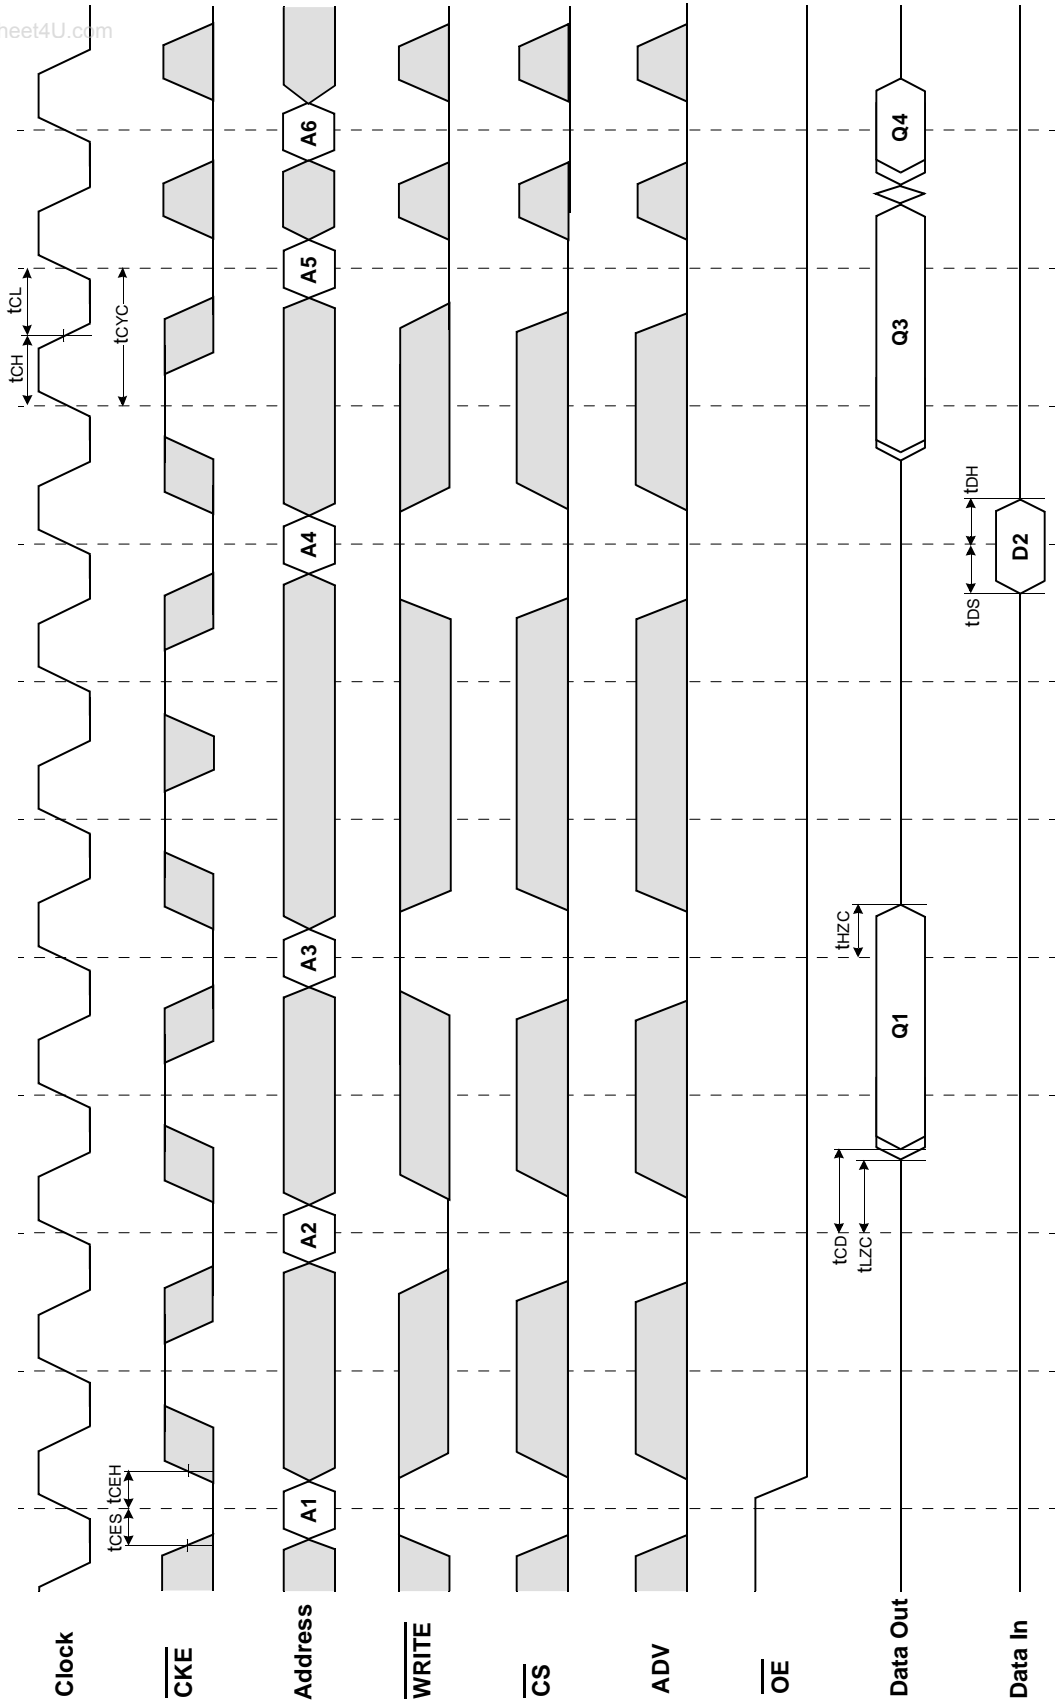 heet4U.com
Clock
tCH
tCL
tCES
tCEH
tCYC
CKE
Address
A1
A2
A3
A4
A5
A6
WRITE
CS
ADV
OE
tCD
tLZC
tHZC
Data Out
Q1
Q3
Q4
tDS
tDH
Data In
D2